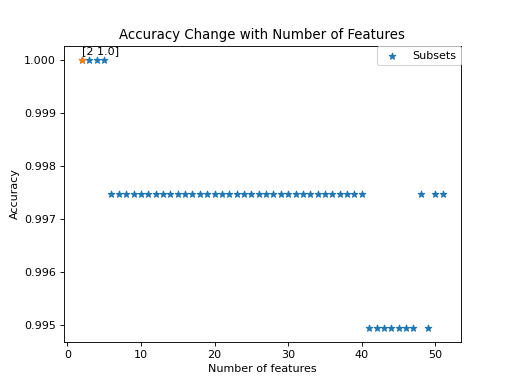 Accuracy Change with Number of Features
[2 1.0]
Subsets
1.000
0.999
0.998
0.997
0.996
0.995
Accuracy
0 10 20 30 40 50
Number of features